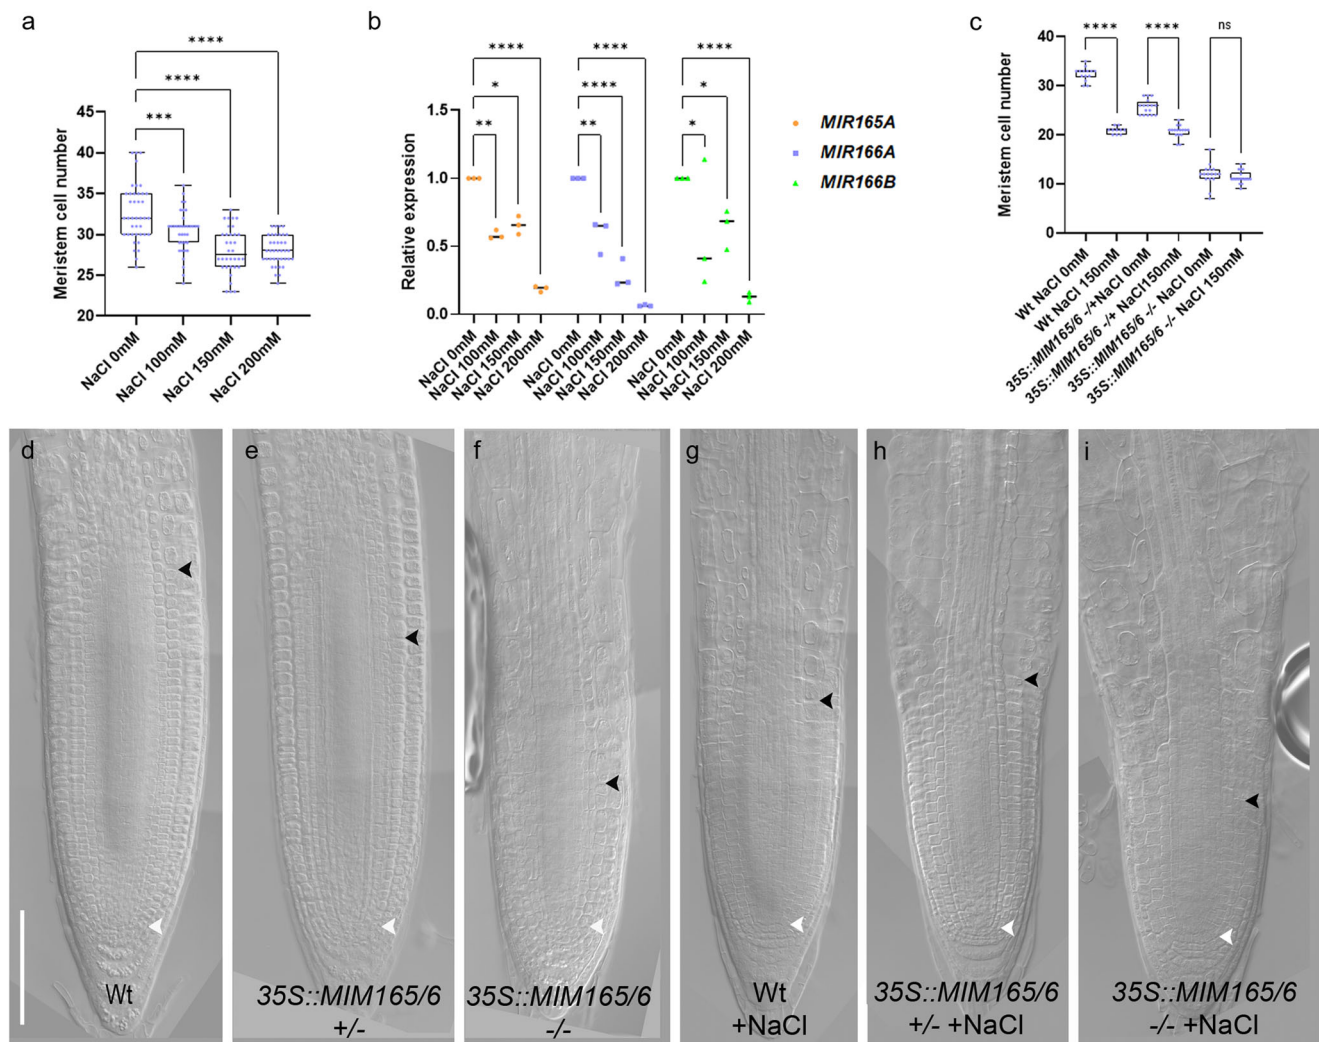 a
****
****
***
Meristem cell number
45
40
35
30
25
20
NaCl 0mM
NaCl 100mM
NaCl 150mM
NaCl 200mM
b
**** **** ****
* **** *
** ** *
Relative expression
1.5
1.0
0.5
0.0
NaCl 0mM
NaCl 100mM
NaCl 150mM
NaCl 200mM
NaCl 0mM
NaCl 100mM
NaCl 150mM
NaCl 200mM
NaCl 0mM
NaCl 100mM
NaCl 150mM
NaCl 200mM
MIR165A
MIR166A
MIR166B
c
**** **** ns
Meristem cell number
40
30
20
10
0
Wt NaCl 0mM
Wt NaCl 150mM
35S::MIM165/6 -/+NaCl 0mM
35S::MIM165/6 -/+ NaCl150mM
35S::MIM165/6 -/- NaCl 0mM
35S::MIM165/6 -/- NaCl 150mM
d
Wt
e
35S::MIM165/6
+/-
f
35S::MIM165/6
-/-
g
Wt
+NaCl
h
35S::MIM165/6
+/- +NaCl
i
35S::MIM165/6
-/- +NaCl